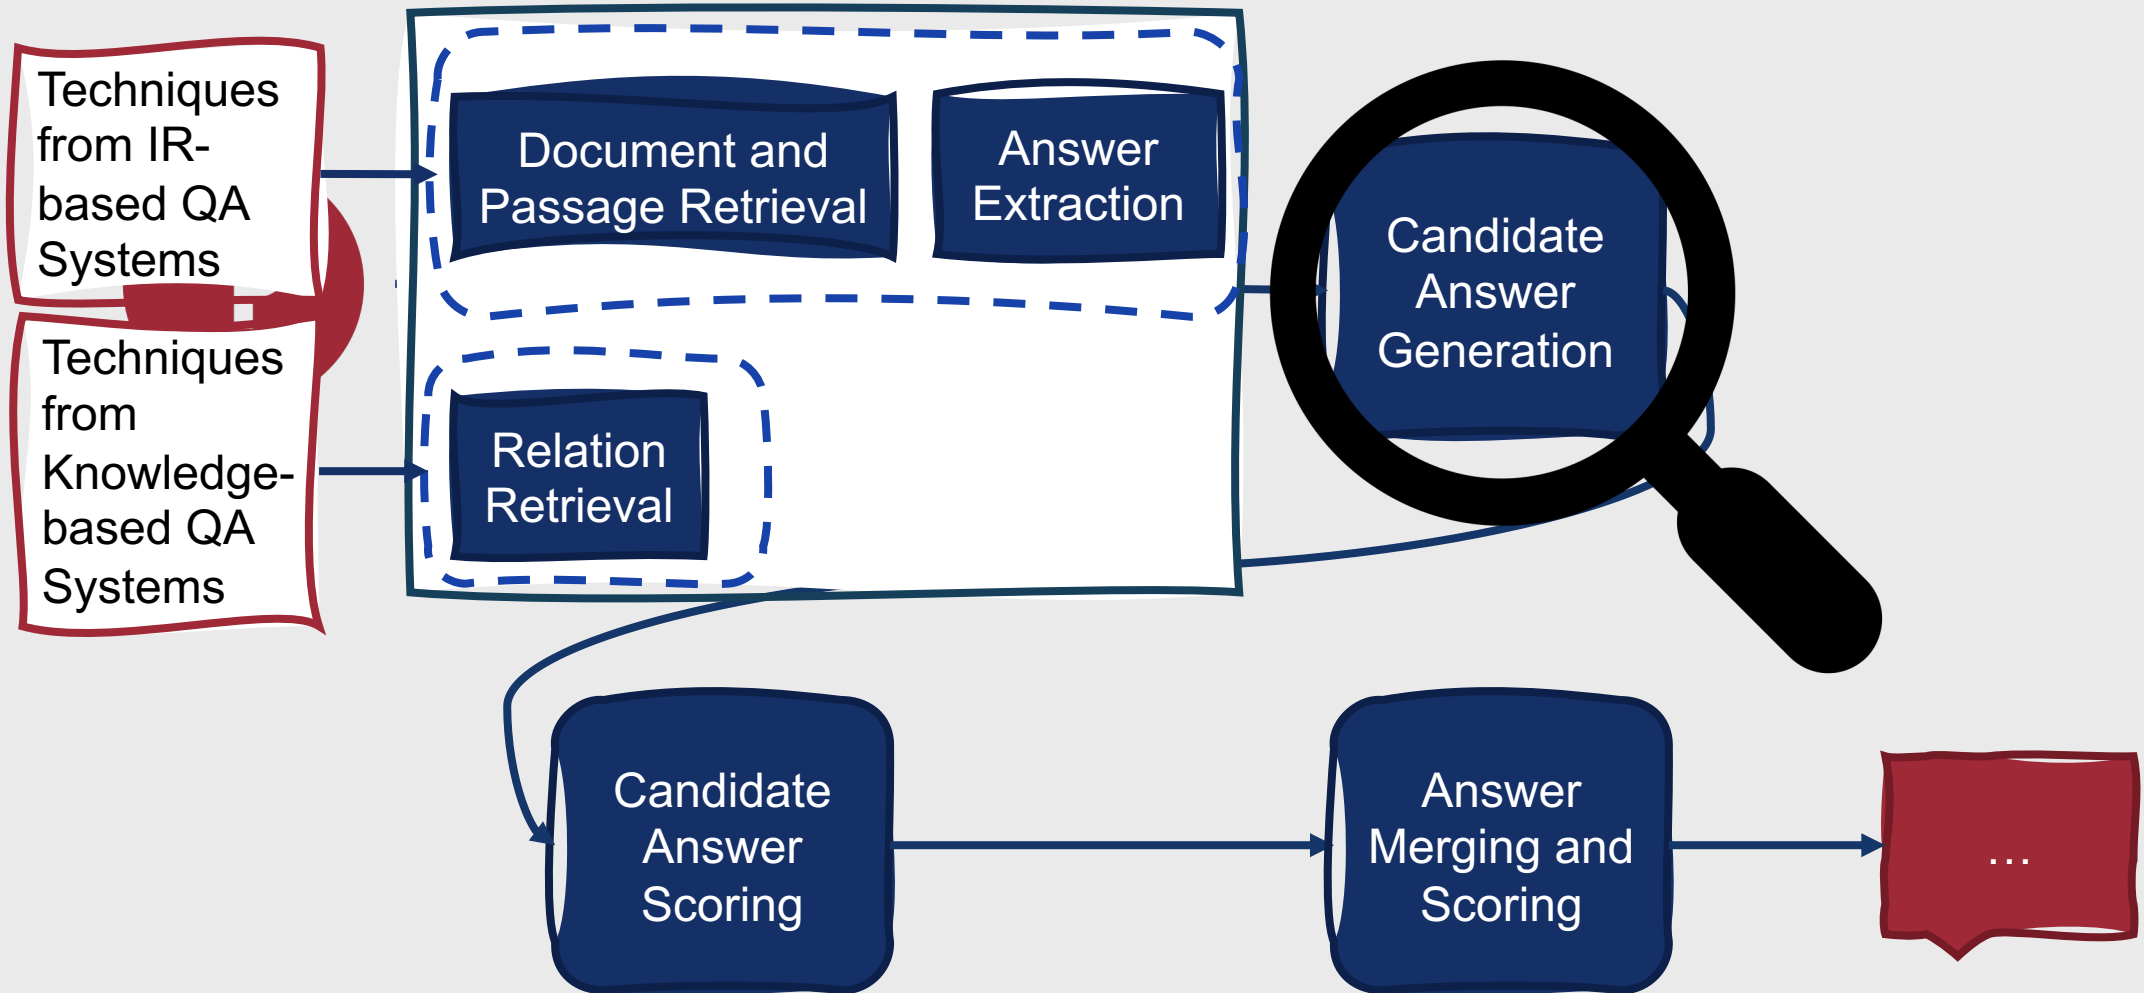 Techniques
from IR-
based QA
Systems
Document and
Passage Retrieval
Answer
Extraction
Candidate
Answer
Generation
Techniques
from
Knowledge-
based QA
Systems
Relation
Retrieval
Candidate
Answer
Scoring
Answer
Merging and
Scoring
…